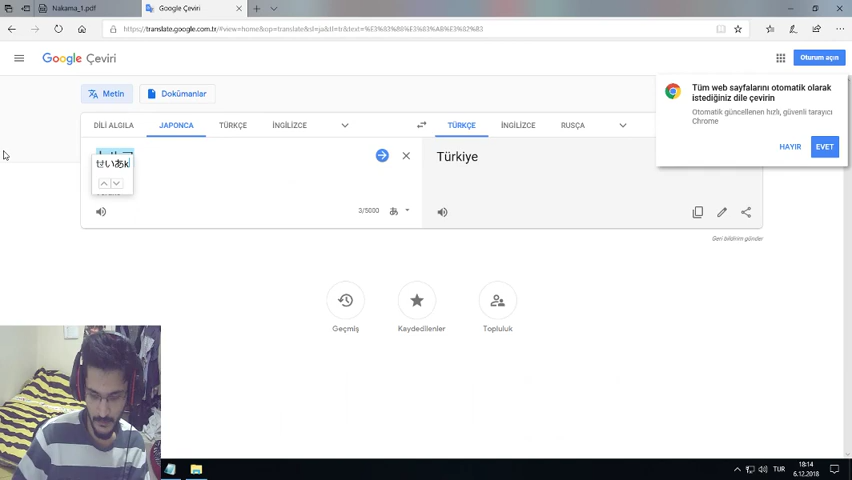 Nakama_1.pdf
Google Çeviri
https://translate.google.com.tr/#view=home&op=translate&sl=ja&tl=tr&text=%E3%83%88%E3%83%A8%E3%82%83
Google Çeviri
Oturum açın
Metin
Dokümanlar
Tüm web sayfalarını otomatik olarak
istediğiniz dile çevirin
Otomatik güncellenen hızlı, güvenli tarayıcı
Chrome
HAYIR
EVET
DİLİ ALGILA
JAPONCA
TÜRKÇE
İNGİLİZCE
TÜRKÇE
İNGİLİZCE
RUSÇA
せいあk
Türkiye
3/5000
あ
Geri bildirim gönder
Geçmiş
Kaydedilenler
Topluluk
TUR
18:14
6.12.2018